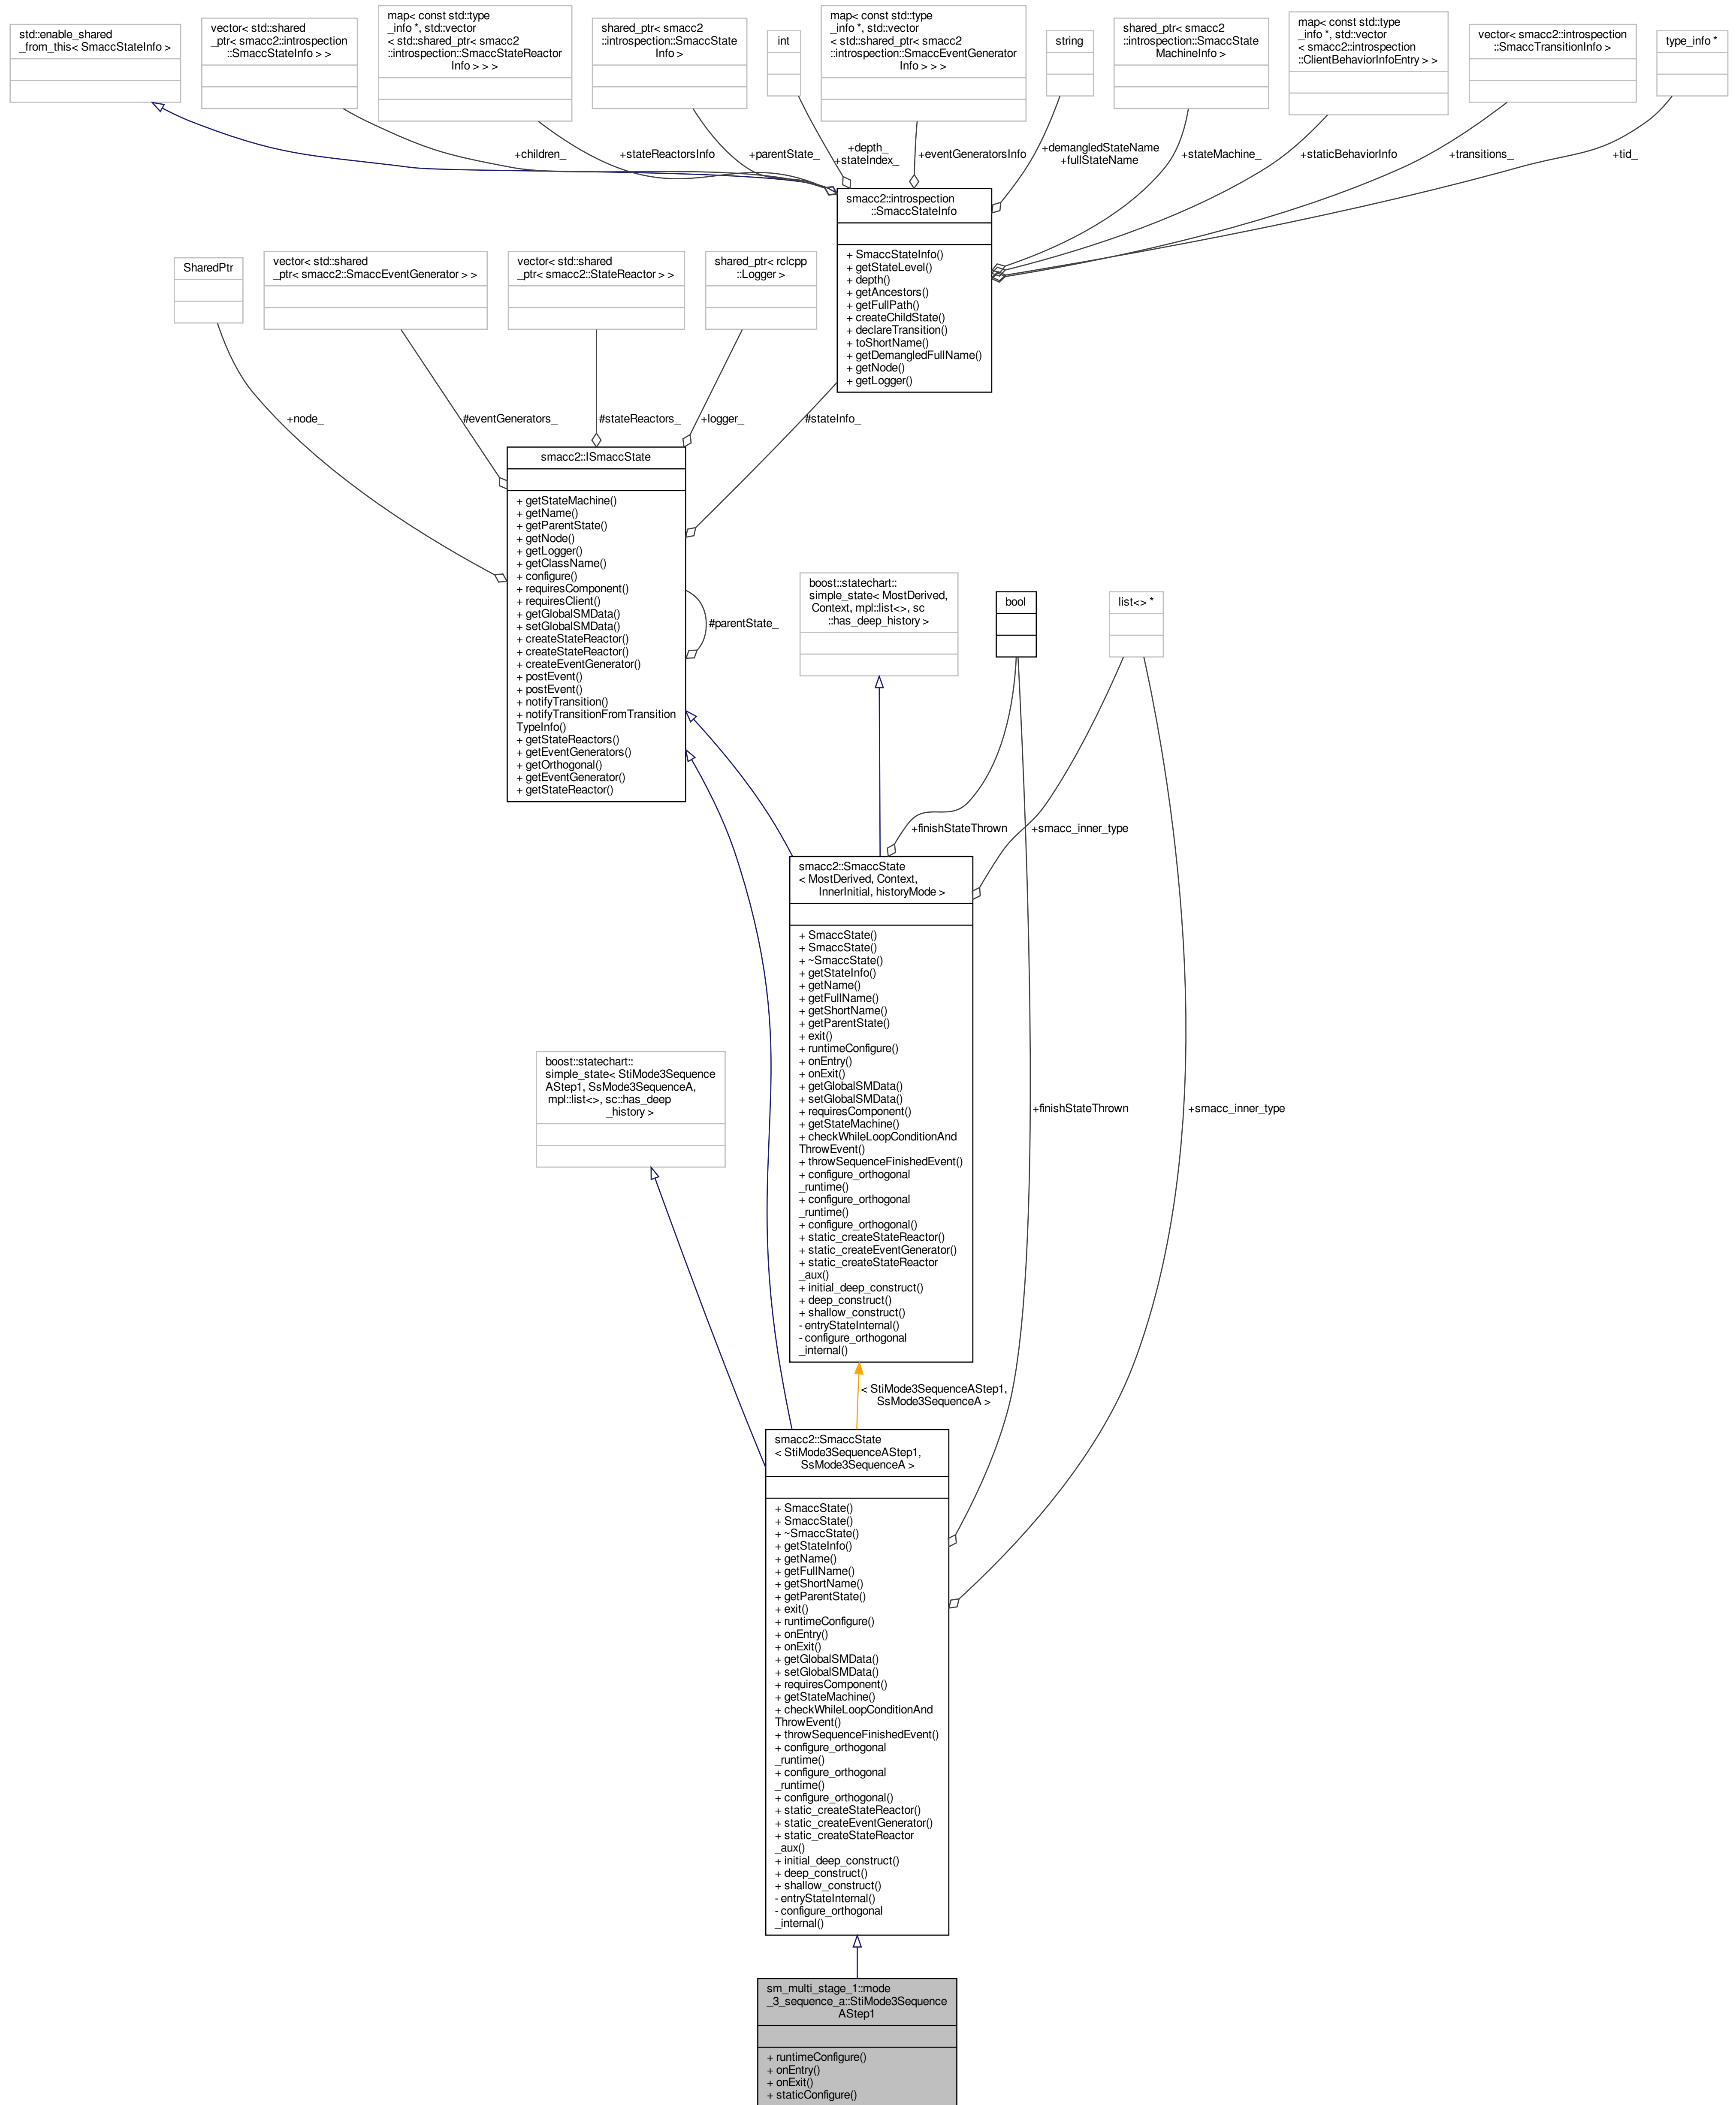 std::enable_shared
_from_this< SmaccStateInfo >
vector< std::shared
_ptr< smacc2::introspection
::SmaccStateInfo > >
map< const std::type
_info *, std::vector
< std::shared_ptr< smacc2
::introspection::SmaccStateReactor
Info > > >
shared_ptr< smacc2
::introspection::SmaccState
Info >
int
map< const std::type
_info *, std::vector
< std::shared_ptr< smacc2
::introspection::SmaccEventGenerator
Info > > >
string
shared_ptr< smacc2
::introspection::SmaccState
MachineInfo >
map< const std::type
_info *, std::vector
< smacc2::introspection
::ClientBehaviorInfoEntry > >
vector< smacc2::introspection
::SmaccTransitionInfo >
type_info *
+children_
+stateReactorsInfo
+parentState_
+depth_
+stateIndex_
+eventGeneratorsInfo
+demangledStateName
+fullStateName
+stateMachine_
+staticBehaviorInfo
+transitions_
+tid_
smacc2::introspection
::SmaccStateInfo
+ SmaccStateInfo()
+ getStateLevel()
+ depth()
+ getAncestors()
+ getFullPath()
+ createChildState()
+ declareTransition()
+ toShortName()
+ getDemangledFullName()
+ getNode()
+ getLogger()
SharedPtr
vector< std::shared
_ptr< smacc2::SmaccEventGenerator > >
vector< std::shared
_ptr< smacc2::StateReactor > >
shared_ptr< rclcpp
::Logger >
+node_
#eventGenerators_
#stateReactors_
+logger_
#stateInfo_
smacc2::ISmaccState
+ getStateMachine()
+ getName()
+ getParentState()
+ getNode()
+ getLogger()
+ getClassName()
+ configure()
+ requiresComponent()
+ requiresClient()
+ getGlobalSMData()
+ setGlobalSMData()
+ createStateReactor()
+ createStateReactor()
+ createEventGenerator()
+ postEvent()
+ postEvent()
+ notifyTransition()
+ notifyTransitionFromTransition
TypeInfo()
+ getStateReactors()
+ getEventGenerators()
+ getOrthogonal()
+ getEventGenerator()
+ getStateReactor()
#parentState_
boost::statechart::
simple_state< MostDerived,
Context, mpl::list<>, sc
::has_deep_history >
bool
list<> *
+finishStateThrown
+smacc_inner_type
smacc2::SmaccState
< MostDerived, Context,
InnerInitial, historyMode >
+ SmaccState()
+ SmaccState()
+ ~SmaccState()
+ getStateInfo()
+ getName()
+ getFullName()
+ getShortName()
+ getParentState()
+ exit()
+ runtimeConfigure()
+ onEntry()
+ onExit()
+ getGlobalSMData()
+ setGlobalSMData()
+ requiresComponent()
+ getStateMachine()
+ checkWhileLoopConditionAnd
ThrowEvent()
+ throwSequenceFinishedEvent()
+ configure_orthogonal
_runtime()
+ configure_orthogonal
_runtime()
+ configure_orthogonal()
+ static_createStateReactor()
+ static_createEventGenerator()
+ static_createStateReactor
_aux()
+ initial_deep_construct()
+ deep_construct()
+ shallow_construct()
- entryStateInternal()
- configure_orthogonal
_internal()
boost::statechart::
simple_state< StiMode3Sequence
AStep1, SsMode3SequenceA,
mpl::list<>, sc::has_deep
_history >
+finishStateThrown
+smacc_inner_type
< StiMode3SequenceAStep1,
SsMode3SequenceA >
smacc2::SmaccState
< StiMode3SequenceAStep1,
SsMode3SequenceA >
+ SmaccState()
+ SmaccState()
+ ~SmaccState()
+ getStateInfo()
+ getName()
+ getFullName()
+ getShortName()
+ getParentState()
+ exit()
+ runtimeConfigure()
+ onEntry()
+ onExit()
+ getGlobalSMData()
+ setGlobalSMData()
+ requiresComponent()
+ getStateMachine()
+ checkWhileLoopConditionAnd
ThrowEvent()
+ throwSequenceFinishedEvent()
+ configure_orthogonal
_runtime()
+ configure_orthogonal
_runtime()
+ configure_orthogonal()
+ static_createStateReactor()
+ static_createEventGenerator()
+ static_createStateReactor
_aux()
+ initial_deep_construct()
+ deep_construct()
+ shallow_construct()
- entryStateInternal()
- configure_orthogonal
_internal()
sm_multi_stage_1::mode
_3_sequence_a::StiMode3Sequence
AStep1
+ runtimeConfigure()
+ onEntry()
+ onExit()
+ staticConfigure()